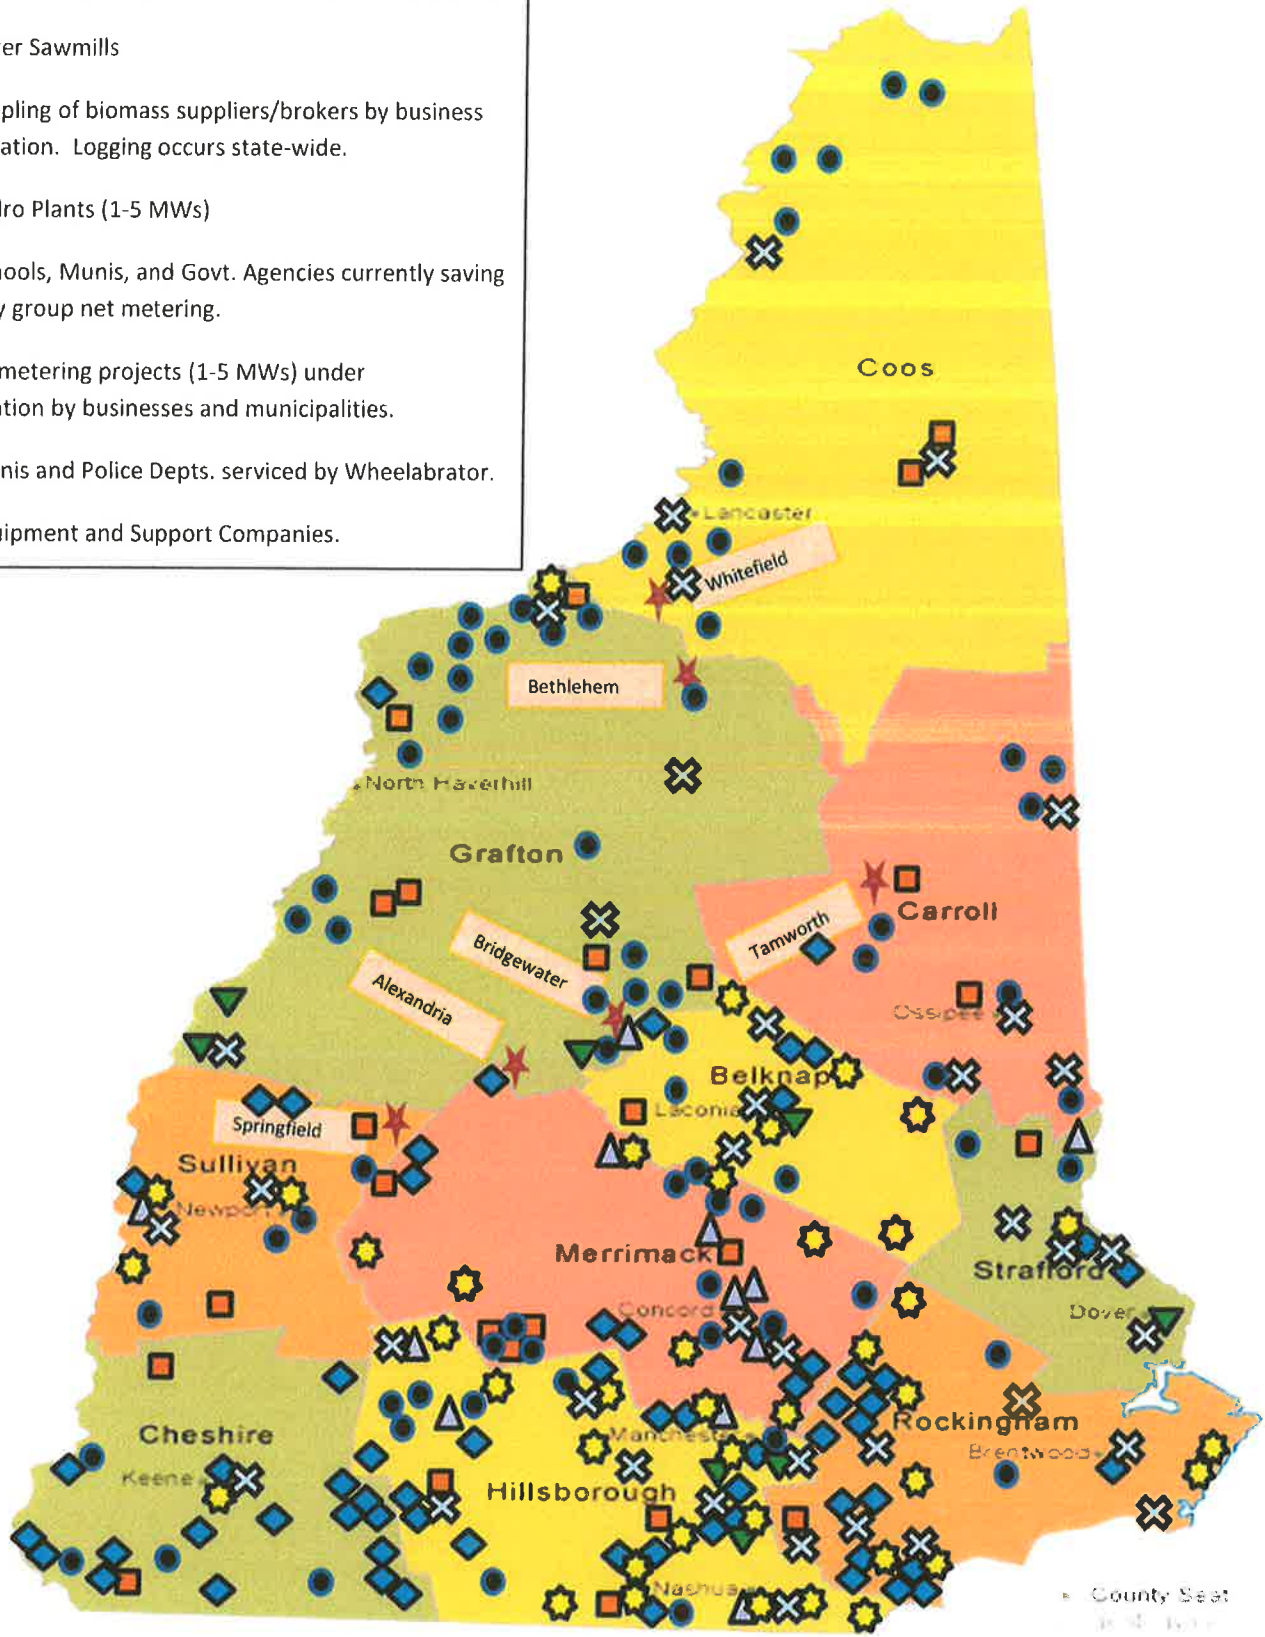 er Sawmills
pling of biomass suppliers/brokers by business
ation. Logging occurs state-wide.
lro Plants (1-5 MWs)
ools, Munis, and Govt. Agencies currently saving
y group net metering.
metering projects (1-5 MWs) under
ation by businesses and municipalities.
nis and Police Depts. serviced by Wheelabrator.
uipment and Support Companies.
Coos
Lancaster
Whitefield
Bethlehem
North Haverhill
Grafton
Carroll
Tamworth
Bridgewater
Alexandria
Ossipee
Belknap
Laconia
Springfield
Sullivan
Newport
Merrimack
Strafford
Concord
Dover
Rockingham
Cheshire
Manchester
Brentwood
Keene
Hillsborough
Nashua
County Seat